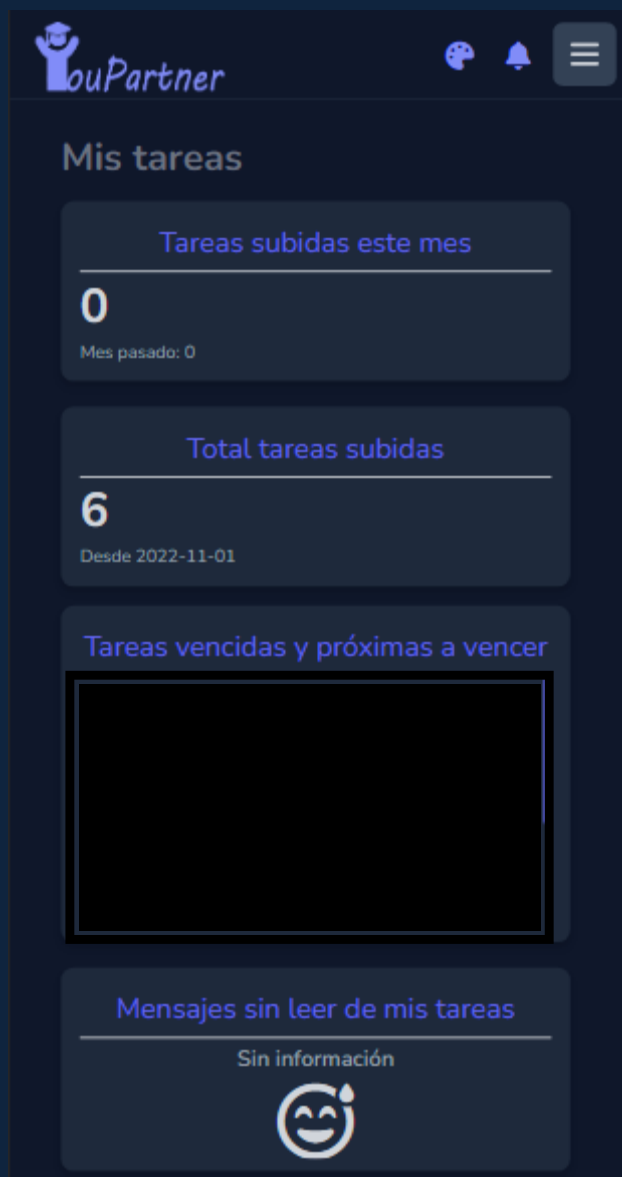 YouPartner
Mis tareas
Tareas subidas este mes
0
Mes pasado: 0
Total tareas subidas
6
Desde 2022-11-01
Tareas vencidas y próximas a vencer
Mensajes sin leer de mis tareas
Sin información